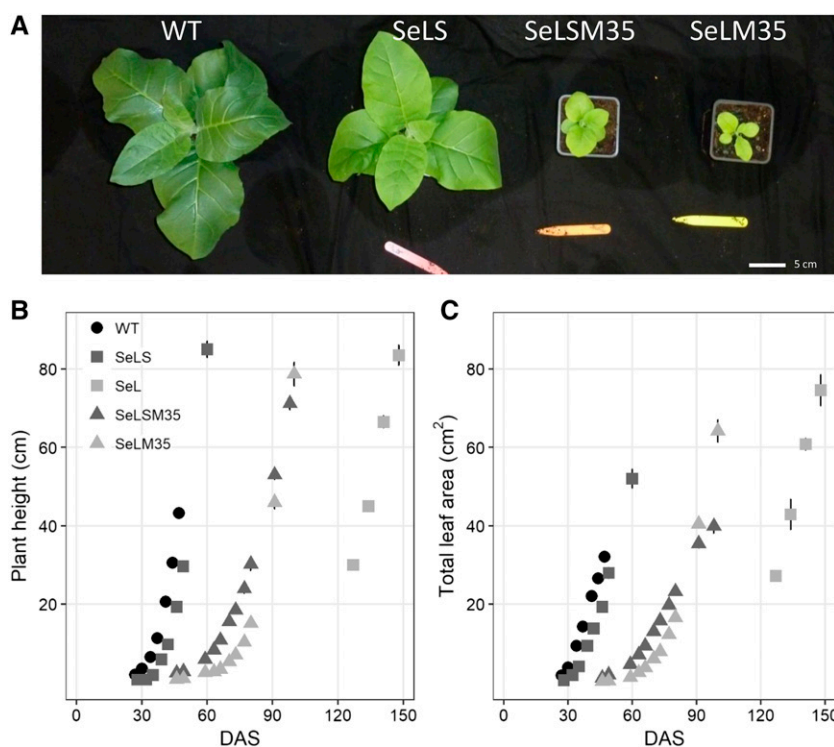 A
WT SeLS SeLSM35 SeLM35
5 cm
B
Plant height (cm)
80
60
40
20
WT
SeLS
SeL
SeLSM35
SeLM35
0 30 60 90 120 150
DAS
C
Total leaf area (cm²)
80
60
40
20
0 30 60 90 120 150
DAS